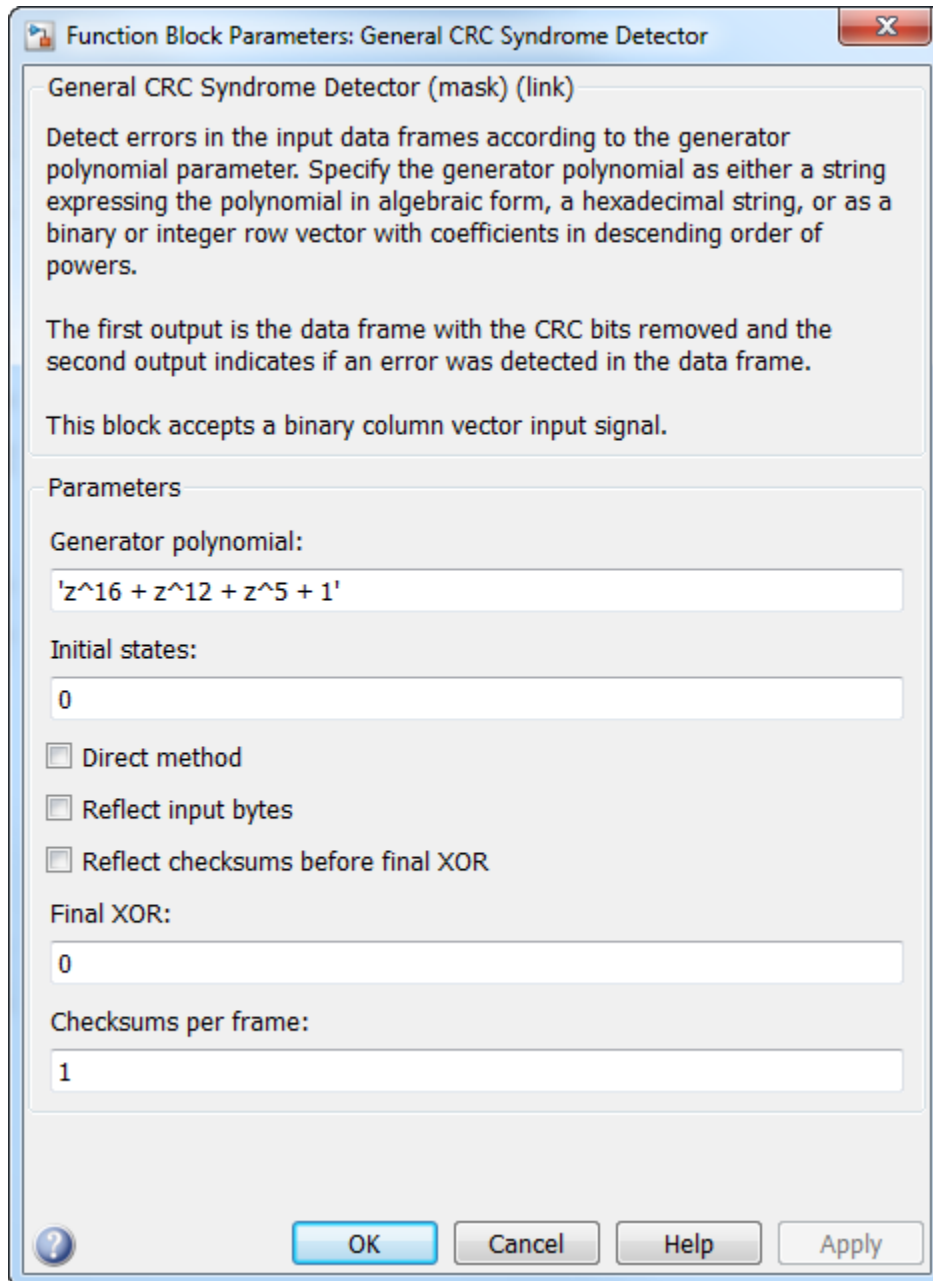 Function Block Parameters: General CRC Syndrome Detector
General CRC Syndrome Detector (mask) (link)
Detect errors in the input data frames according to the generator
polynomial parameter. Specify the generator polynomial as either a string
expressing the polynomial in algebraic form, a hexadecimal string, or as a
binary or integer row vector with coefficients in descending order of
powers.
The first output is the data frame with the CRC bits removed and the
second output indicates if an error was detected in the data frame.
This block accepts a binary column vector input signal.
Parameters
Generator polynomial:
'z^16 + z^12 + z^5 + 1'
Initial states:
0
Direct method
Reflect input bytes
Reflect checksums before final XOR
Final XOR:
0
Checksums per frame:
1
OK Cancel Help Apply